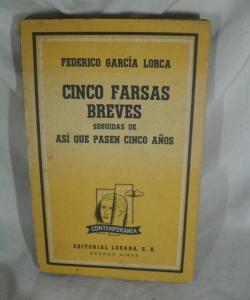 FEDERICO GARCÍA LORCA
CINCO FARSAS
BREVES
SEGUIDAS DE
ASÍ QUE PASEN CINCO AÑOS
CONTEMPORÁNEA
EDITORIAL LOSADA, S. A.
BUENOS AIRES